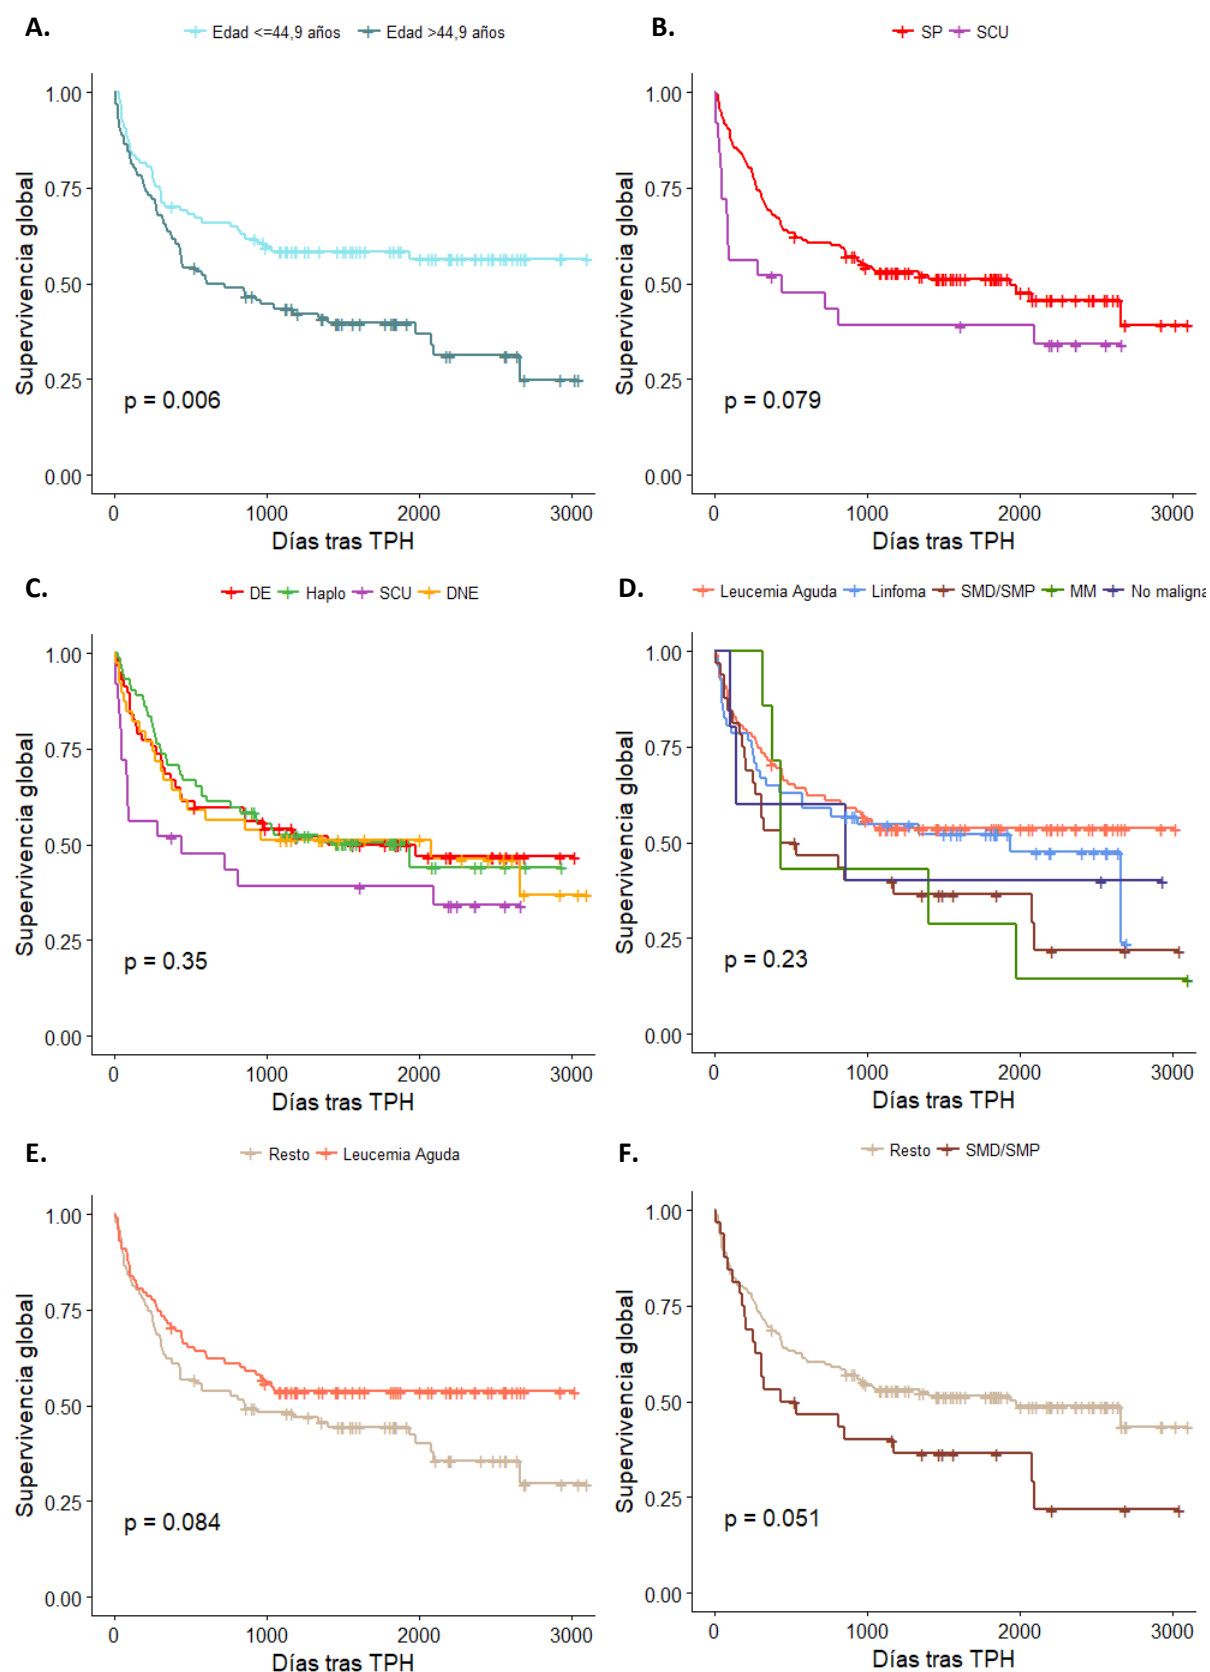 A.
Edad <=44,9 años Edad >44,9 años
Supervivencia global
1.00
0.75
0.50
0.25
0.00
p = 0.006
0 1000 2000 3000
Días tras TPH
B.
SP SCU
Supervivencia global
1.00
0.75
0.50
0.25
0.00
p = 0.079
0 1000 2000 3000
Días tras TPH
C.
DE Haplo SCU DNE
Supervivencia global
1.00
0.75
0.50
0.25
0.00
p = 0.35
0 1000 2000 3000
Días tras TPH
D.
Leucemia Aguda Linfoma SMD/SMP MM No maligna
Supervivencia global
1.00
0.75
0.50
0.25
0.00
p = 0.23
0 1000 2000 3000
Días tras TPH
E.
Resto Leucemia Aguda
Supervivencia global
1.00
0.75
0.50
0.25
0.00
p = 0.084
0 1000 2000 3000
Días tras TPH
F.
Resto SMD/SMP
Supervivencia global
1.00
0.75
0.50
0.25
0.00
p = 0.051
0 1000 2000 3000
Días tras TPH